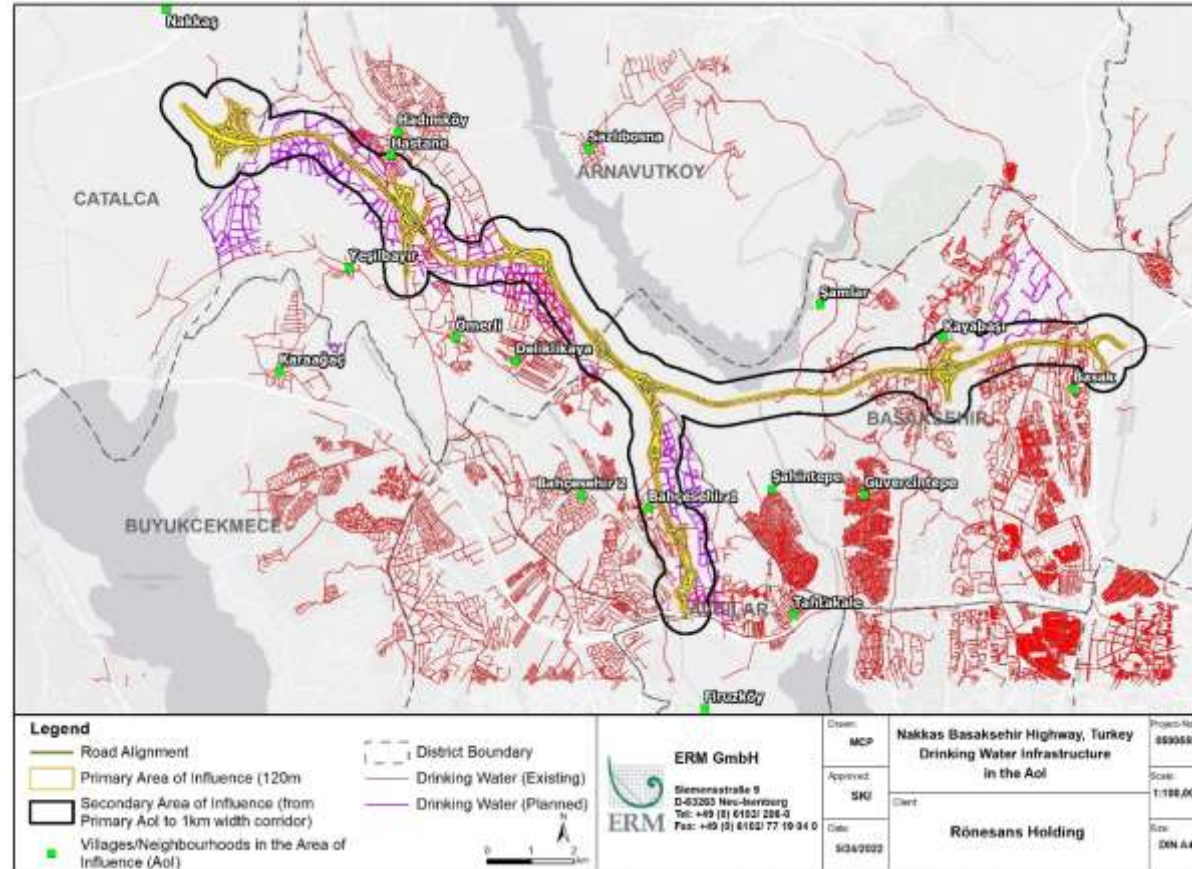 Nakkaş
Hadımköy
Hastane
Sazlıbosna
ARNAVUTKOY
CATALCA
Yeşilbayır
Şamlar
Ömerli
Kayabaşı
Deliklikaya
Karaağaç
Başak
BAŞAKŞEHİR
Bahçeşehir 2
Şahintepe
Güvercintepe
Bahçeşehir-1
BUYUKCEKMECE
Tahtakale
Firuzköy
Legend
Road Alignment
Primary Area of Influence (120m
Secondary Area of Influence (from
Primary AoI to 1km width corridor)
Villages/Neighbourhoods in the Area of
Influence (AoI)
District Boundary
Drinking Water (Existing)
Drinking Water (Planned)
N
0 1 2
ERM
ERM GmbH
Siemensstraße 9
D-63263 Neu-Isenburg
Tel: +49 (0) 6102/ 206-0
Fax: +49 (0) 6102/ 77 19 04 0
Drawn:
MCP
Approved:
SKI
Date:
5/24/2022
Nakkas Basaksehir Highway, Turkey
Drinking Water Infrastructure
in the AoI
Client:
Rönesans Holding
Project-No
Scale:
Size:
DIN A4